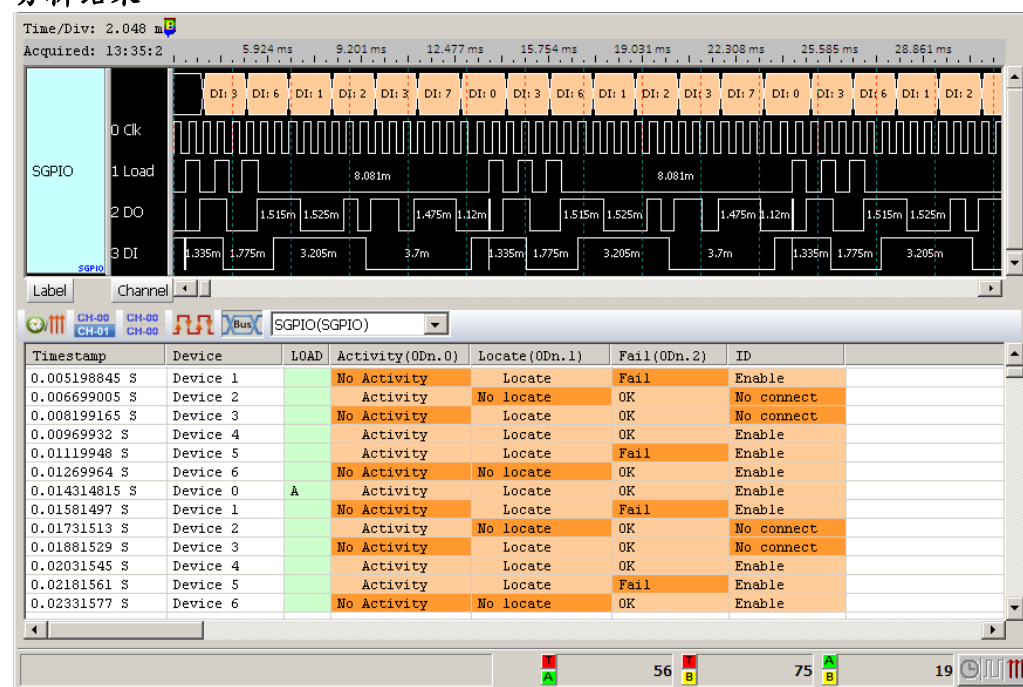 分析結果
Time/Div: 2.048 m
Acquired: 13:35:2
5.924 ms 9.201 ms 12.477 ms 15.754 ms 19.031 ms 22.308 ms 25.585 ms 28.861 ms
DI: 3 DI: 6 DI: 1 DI: 2 DI: 3 DI: 7 DI: 0 DI: 3 DI: 6 DI: 1 DI: 2 DI: 3 DI: 7 DI: 0 DI: 3 DI: 6 DI: 1 DI: 2
0 Clk
SGPIO
1 Load 8.081m 8.081m
2 DO 1.515m 1.525m 1.475m 1.12m 1.515m 1.525m 1.475m 1.12m 1.515m 1.525m
3 DI 1.335m 1.775m 3.205m 3.7m 1.335m 1.775m 3.205m 3.7m 1.335m 1.775m 3.205m
SGPIO
Label Channel
CH-00 CH-01 CH-00 CH-00 Bus SGPIO(SGPIO)
Timestamp Device LOAD Activity(ODn.0) Locate(ODn.1) Fail(ODn.2) ID
0.005198845 S Device 1 No Activity Locate Fail Enable
0.006699005 S Device 2 Activity No locate OK No connect
0.008199165 S Device 3 No Activity Locate OK No connect
0.00969932 S Device 4 Activity Locate OK Enable
0.01119948 S Device 5 Activity Locate Fail Enable
0.01269964 S Device 6 No Activity No locate OK Enable
0.014314815 S Device 0 A Activity Locate OK Enable
0.01581497 S Device 1 No Activity Locate Fail Enable
0.01731513 S Device 2 Activity No locate OK No connect
0.01881529 S Device 3 No Activity Locate OK No connect
0.02031545 S Device 4 Activity Locate OK Enable
0.02181561 S Device 5 Activity Locate Fail Enable
0.02331577 S Device 6 No Activity No locate OK Enable
T A 56 T B 75 A B 19